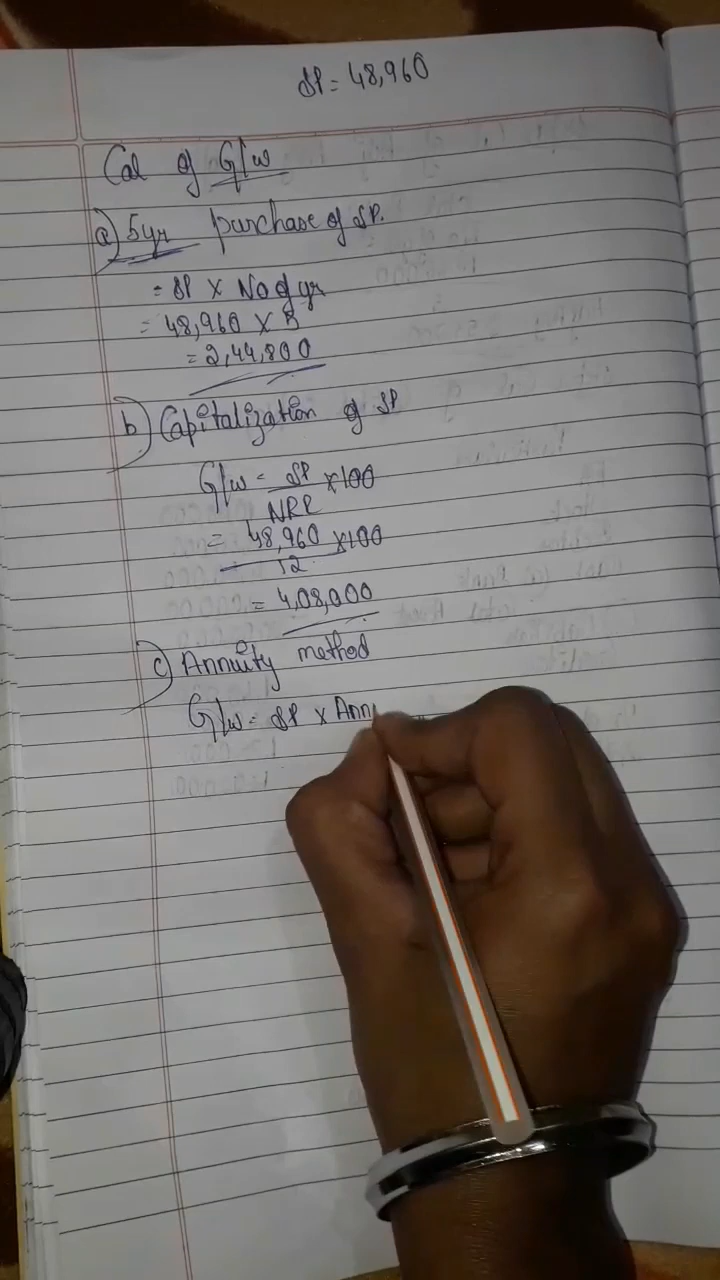 SP = 48,960
Cal of G/w
a) 5yr purchase of SP.
= SP X No of yr
= 48,960 X 5
= 2,44,800
b) Capitalization of SP
G/w = SP X100
NRR
= 48,960 X100
12
= 4,08,000
c) Annuity method
G/w = SP X Ann